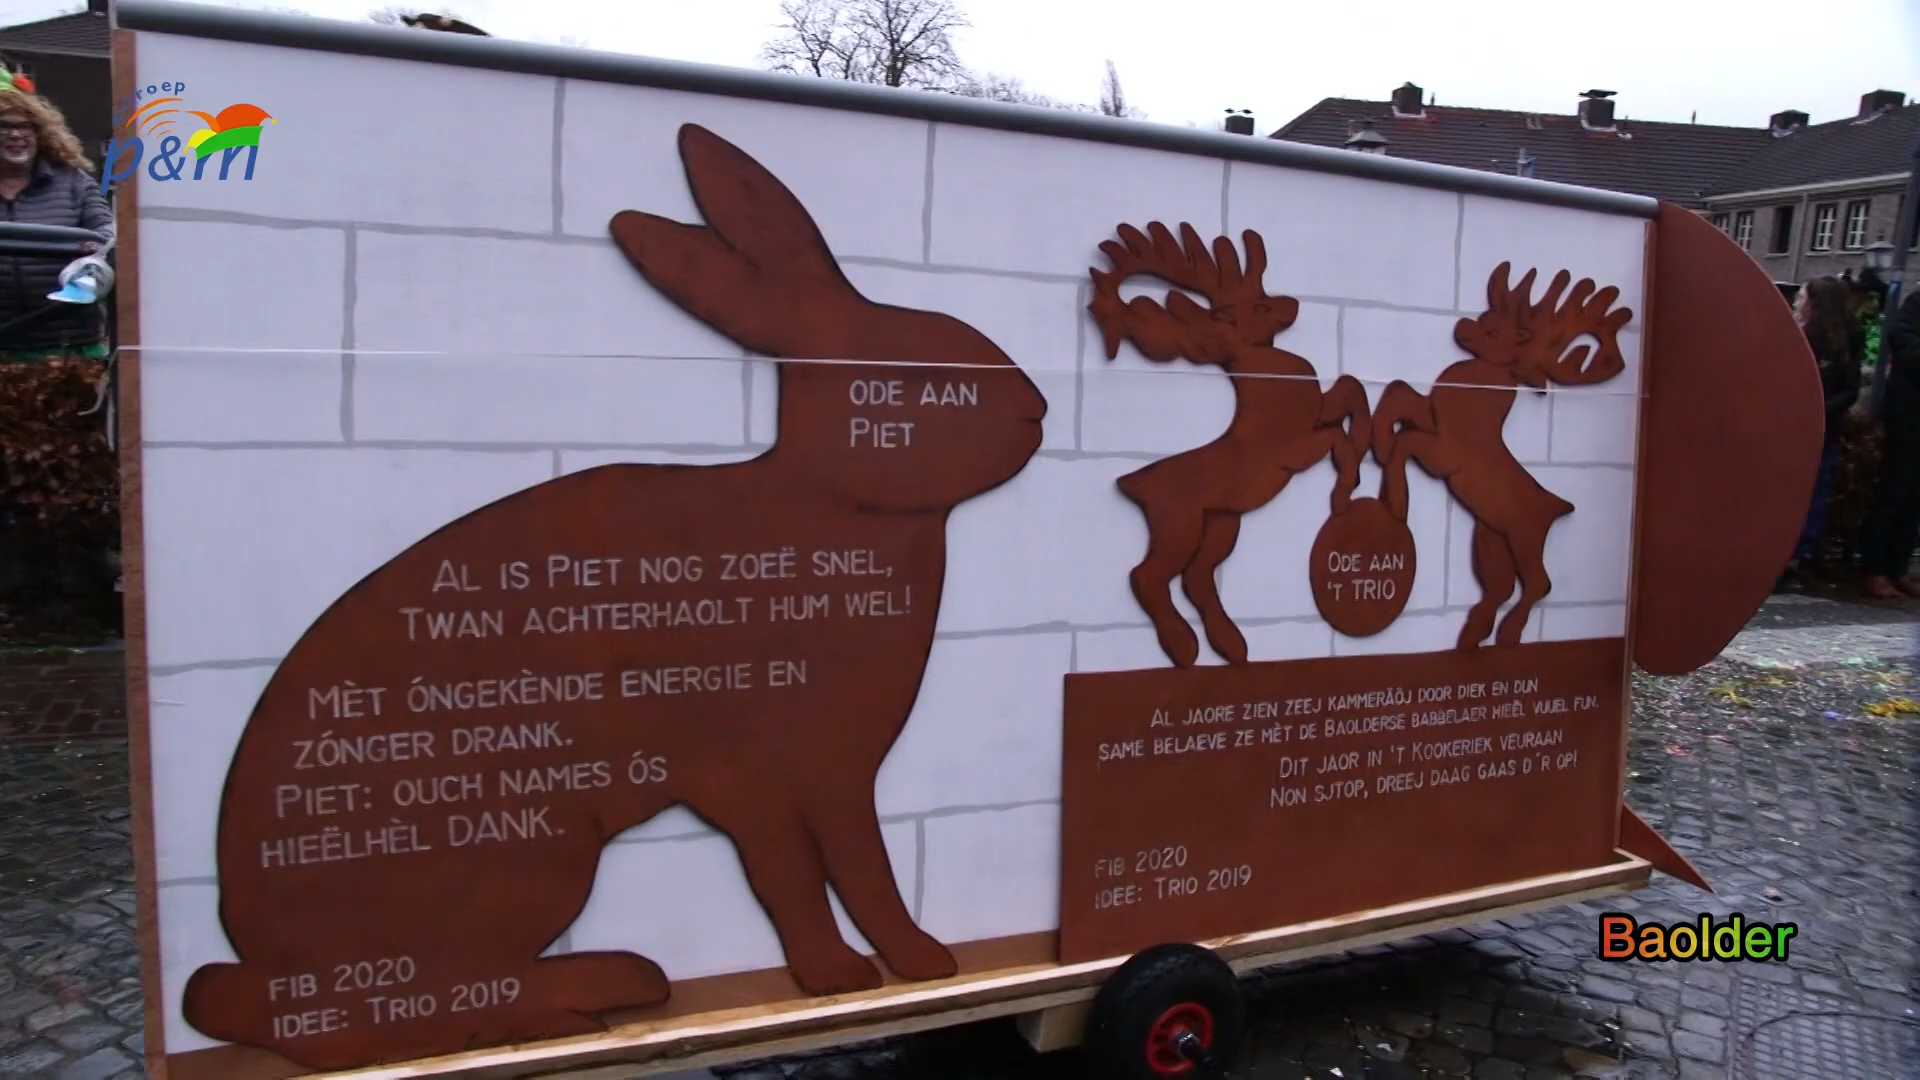 roep
p&m
ODE AAN
PIET
AL IS PIET NOG ZOEË SNEL,
TWAN ACHTERHAOLT HUM WEL!
MÈT ÓNGEKÈNDE ENERGIE EN
ZÓNGER DRANK.
PIET: OUCH NAMES ÓS
HIEËLHÈL DANK.
FIB 2020
IDEE: TRIO 2019
ODE AAN
'T TRIO
AL JAORE ZIEN ZEEJ KAMMERÄÖJ DOOR DIEK EN DUN
SAME BELAEVE ZE MÈT DE BAOLDERSE BABBELAER HIEËL VUUEL FUN.
DIT JAOR IN 'T KOOKERIEK VEURAAN
NON SJTOP, DREEJ DAAG GAAS D'R OP!
FIB 2020
IDEE: TRIO 2019
Baolder